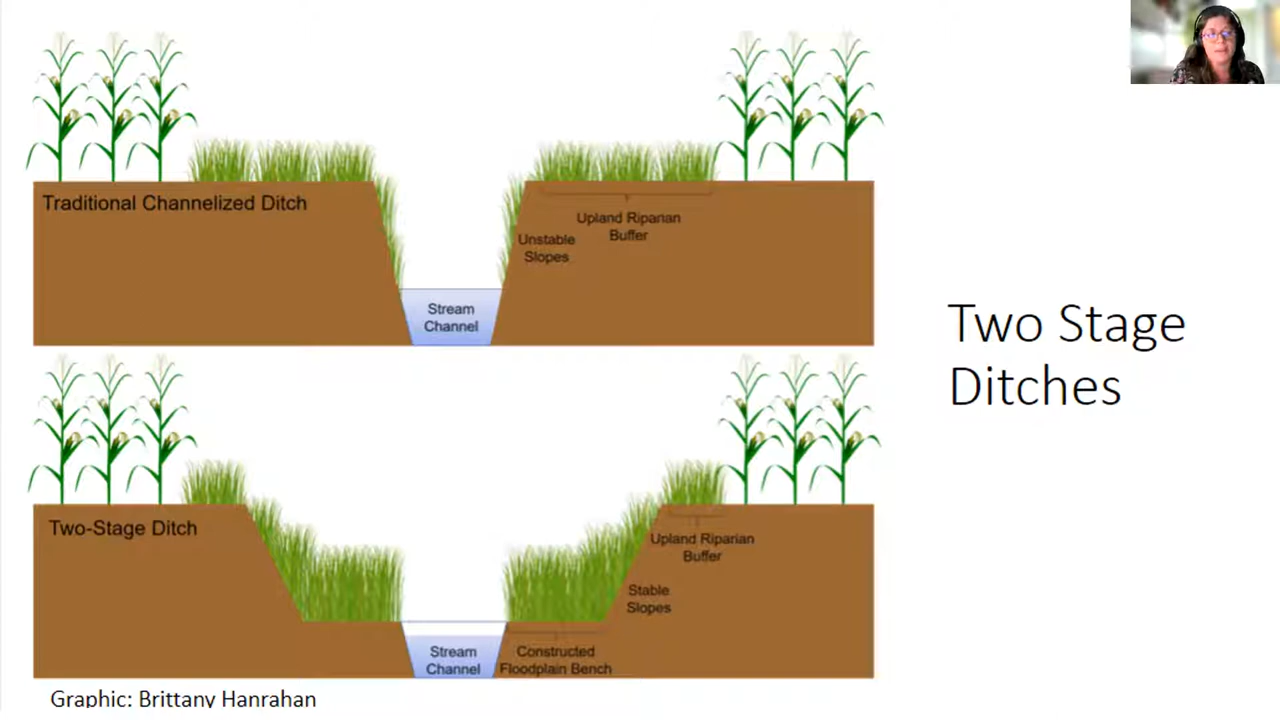 Traditional Channelized Ditch
Upland Riparian
Buffer
Unstable
Slopes
Stream
Channel
Two Stage
Ditches
Two-Stage Ditch
Upland Riparian
Buffer
Stable
Slopes
Stream
Channel
Constructed
Floodplain Bench
Graphic: Brittany Hanrahan